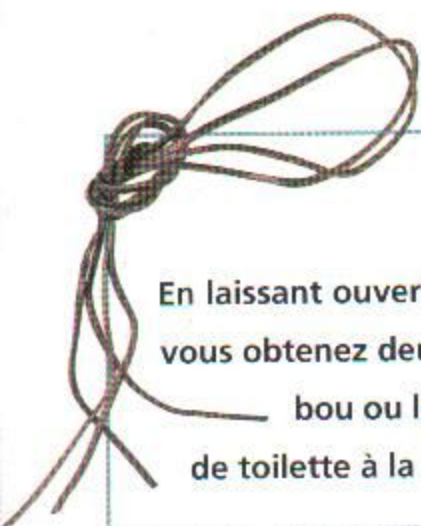 En laissant ouver
vous obtenez deu
bou ou l
de toilette à la